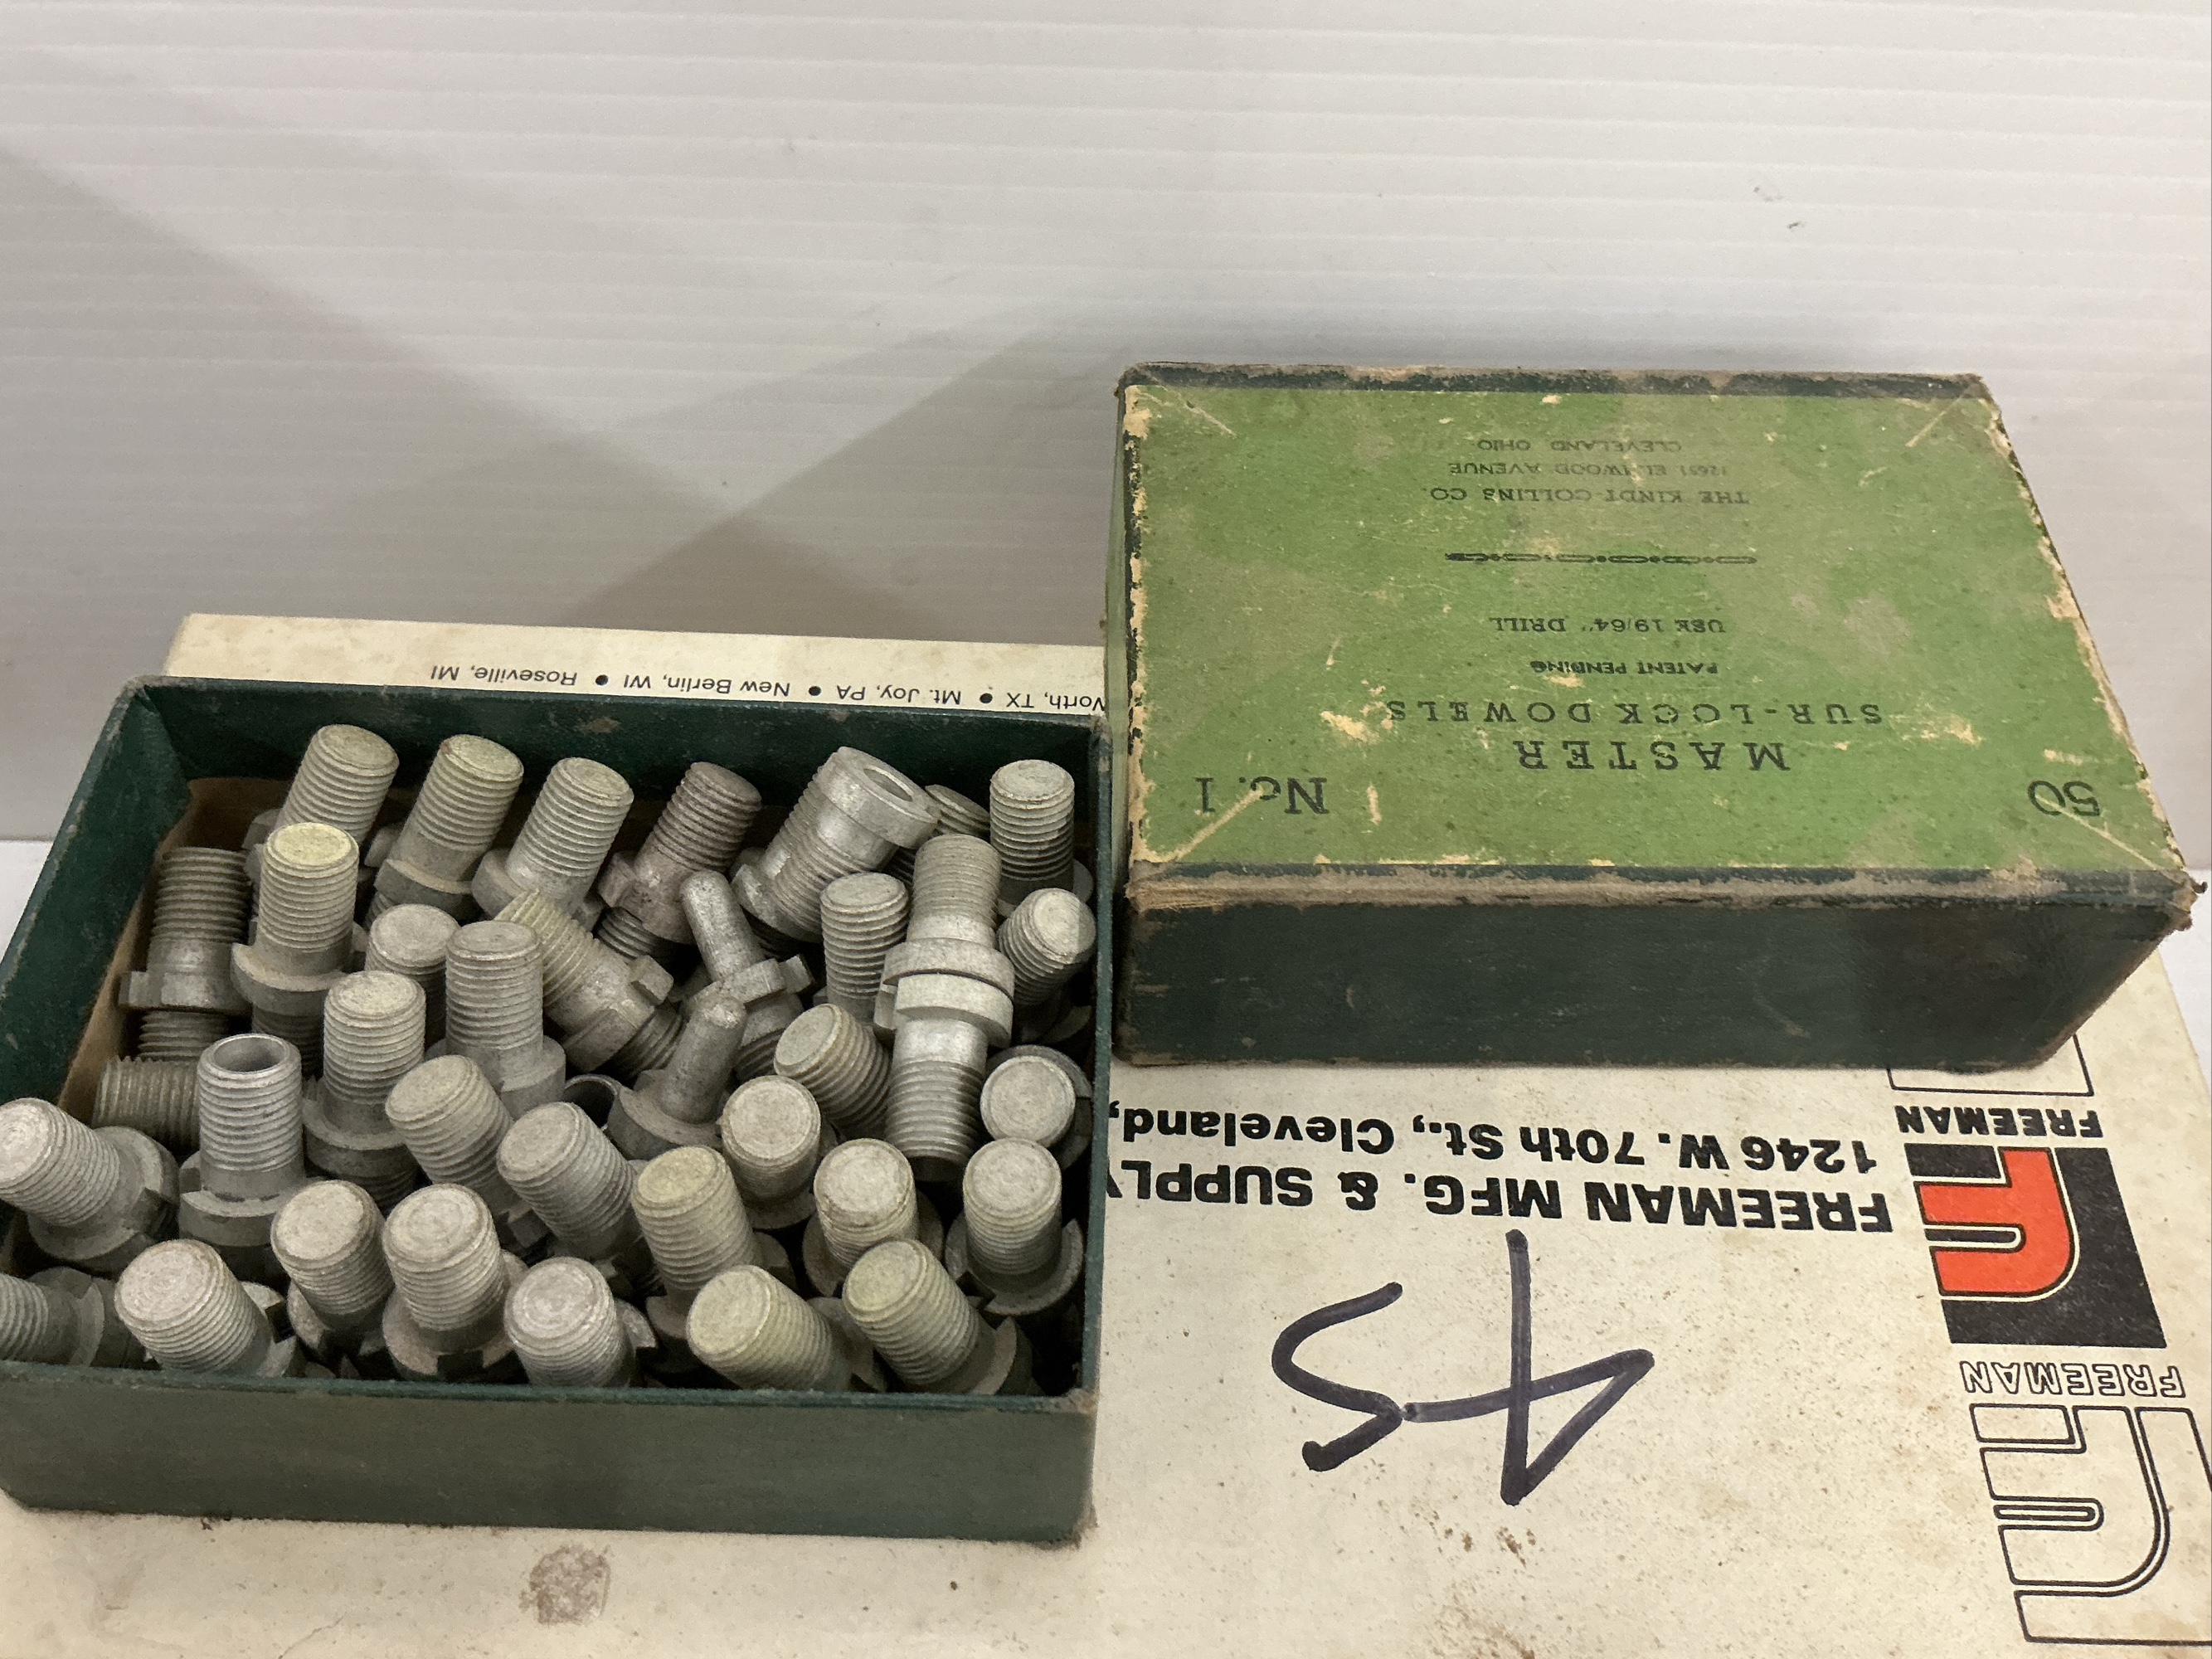 50
No. 1
MASTER
SUR-LOCK DOWELS
PATENT PENDING
USE 19/64" DRILL
THE KINDT-COLLINS CO.
12651 ELMWOOD AVENUE
CLEVELAND OHIO
FREEMAN
FREEMAN
45
FREEMAN MFG. & SUPPLY
1246 W. 70th St., Cleveland,
Worth, TX ● Mt. Joy, PA ● New Berlin, WI ● Roseville, MI